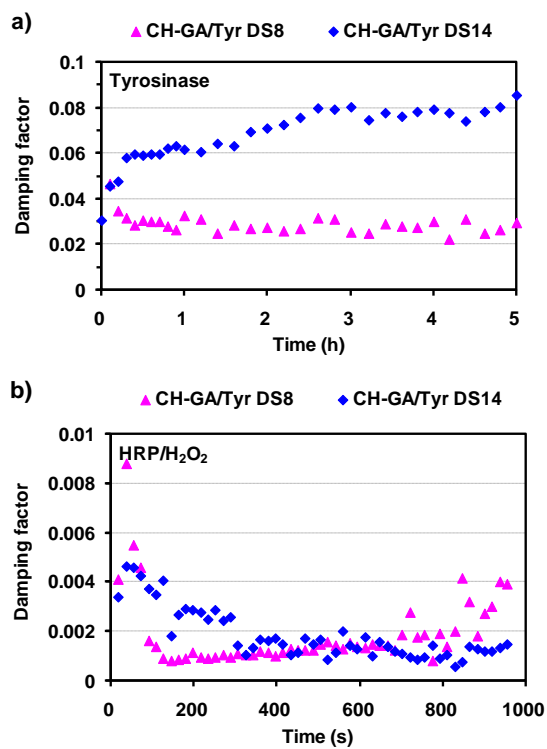 a)
CH-GA/Tyr DS8 CH-GA/Tyr DS14
Damping factor
0.1
0.08
0.06
0.04
0.02
0
Tyrosinase
0 1 2 3 4 5
Time (h)
b)
CH-GA/Tyr DS8 CH-GA/Tyr DS14
Damping factor
0.01
0.008
0.006
0.004
0.002
0
HRP/H₂O₂
0 200 400 600 800 1000
Time (s)